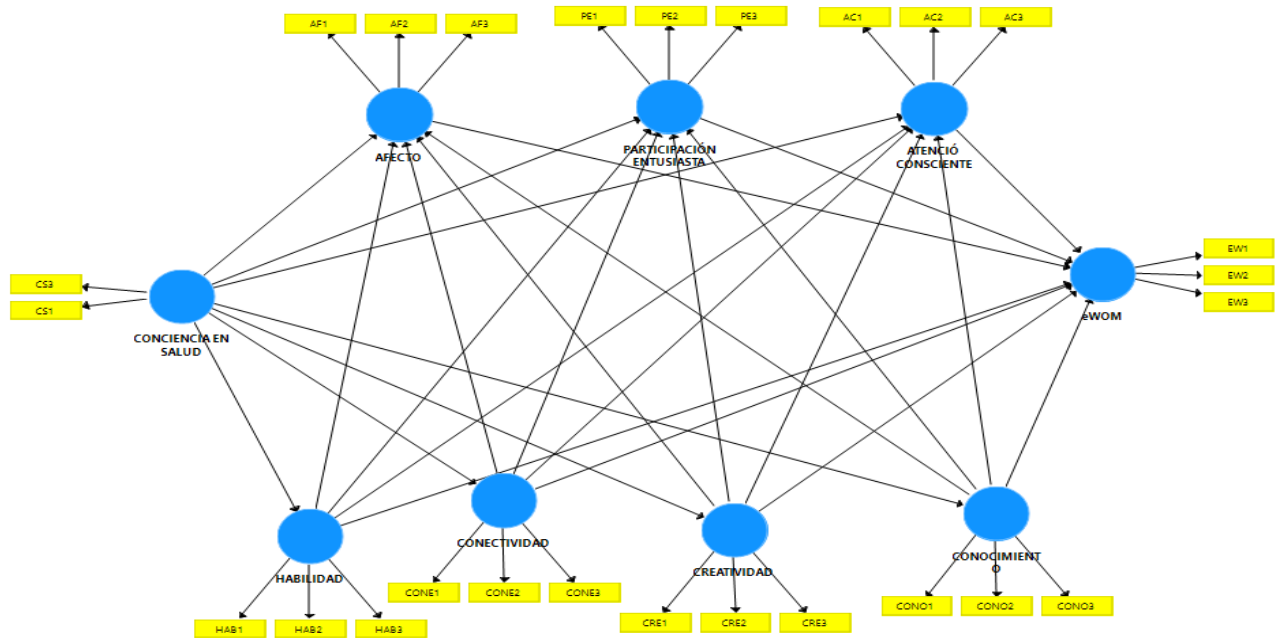 AF1
AF2
AF3
PE1
PE2
PE3
AC1
AC2
AC3
AFECTO
PARTICIPACIÓN
ENTUSIASTA
ATENCIÓ
CONSCIENTE
CS3
CS1
CONCIENCIA EN
SALUD
EW1
EW2
EW3
eWOM
HABILIDAD
CONECTIVIDAD
CREATIVIDAD
CONOCIMIENT
O
HAB1
HAB2
HAB3
CONE1
CONE2
CONE3
CRE1
CRE2
CRE3
CONO1
CONO2
CONO3